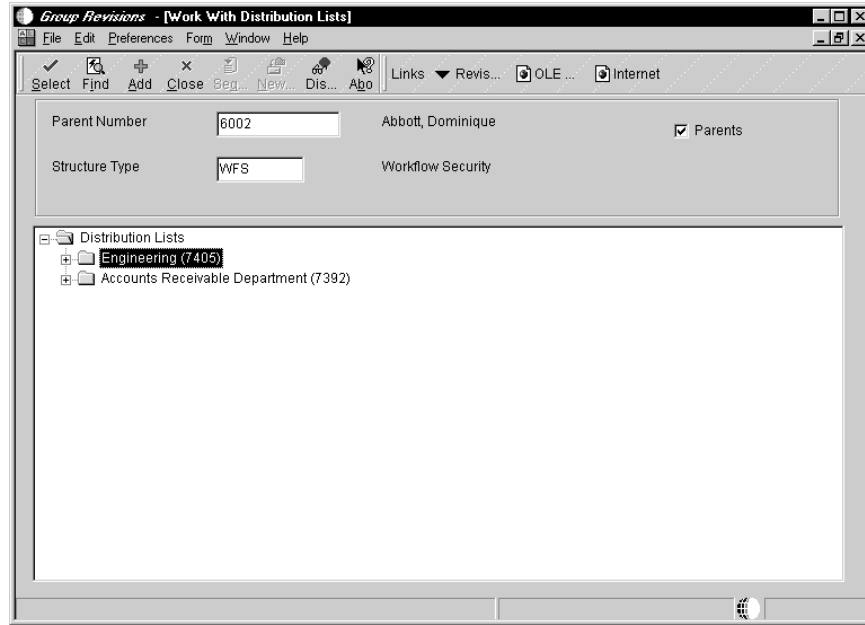 Group Revisions - [Work With Distribution Lists]
File Edit Preferences Form Window Help
Select Find Add Close Seq... New... Dis... Abo Links Revis... OLE ... Internet
Parent Number 6002 Abbott, Dominique Parents
Structure Type WFS Workflow Security
Distribution Lists
Engineering (7405)
Accounts Receivable Department (7392)